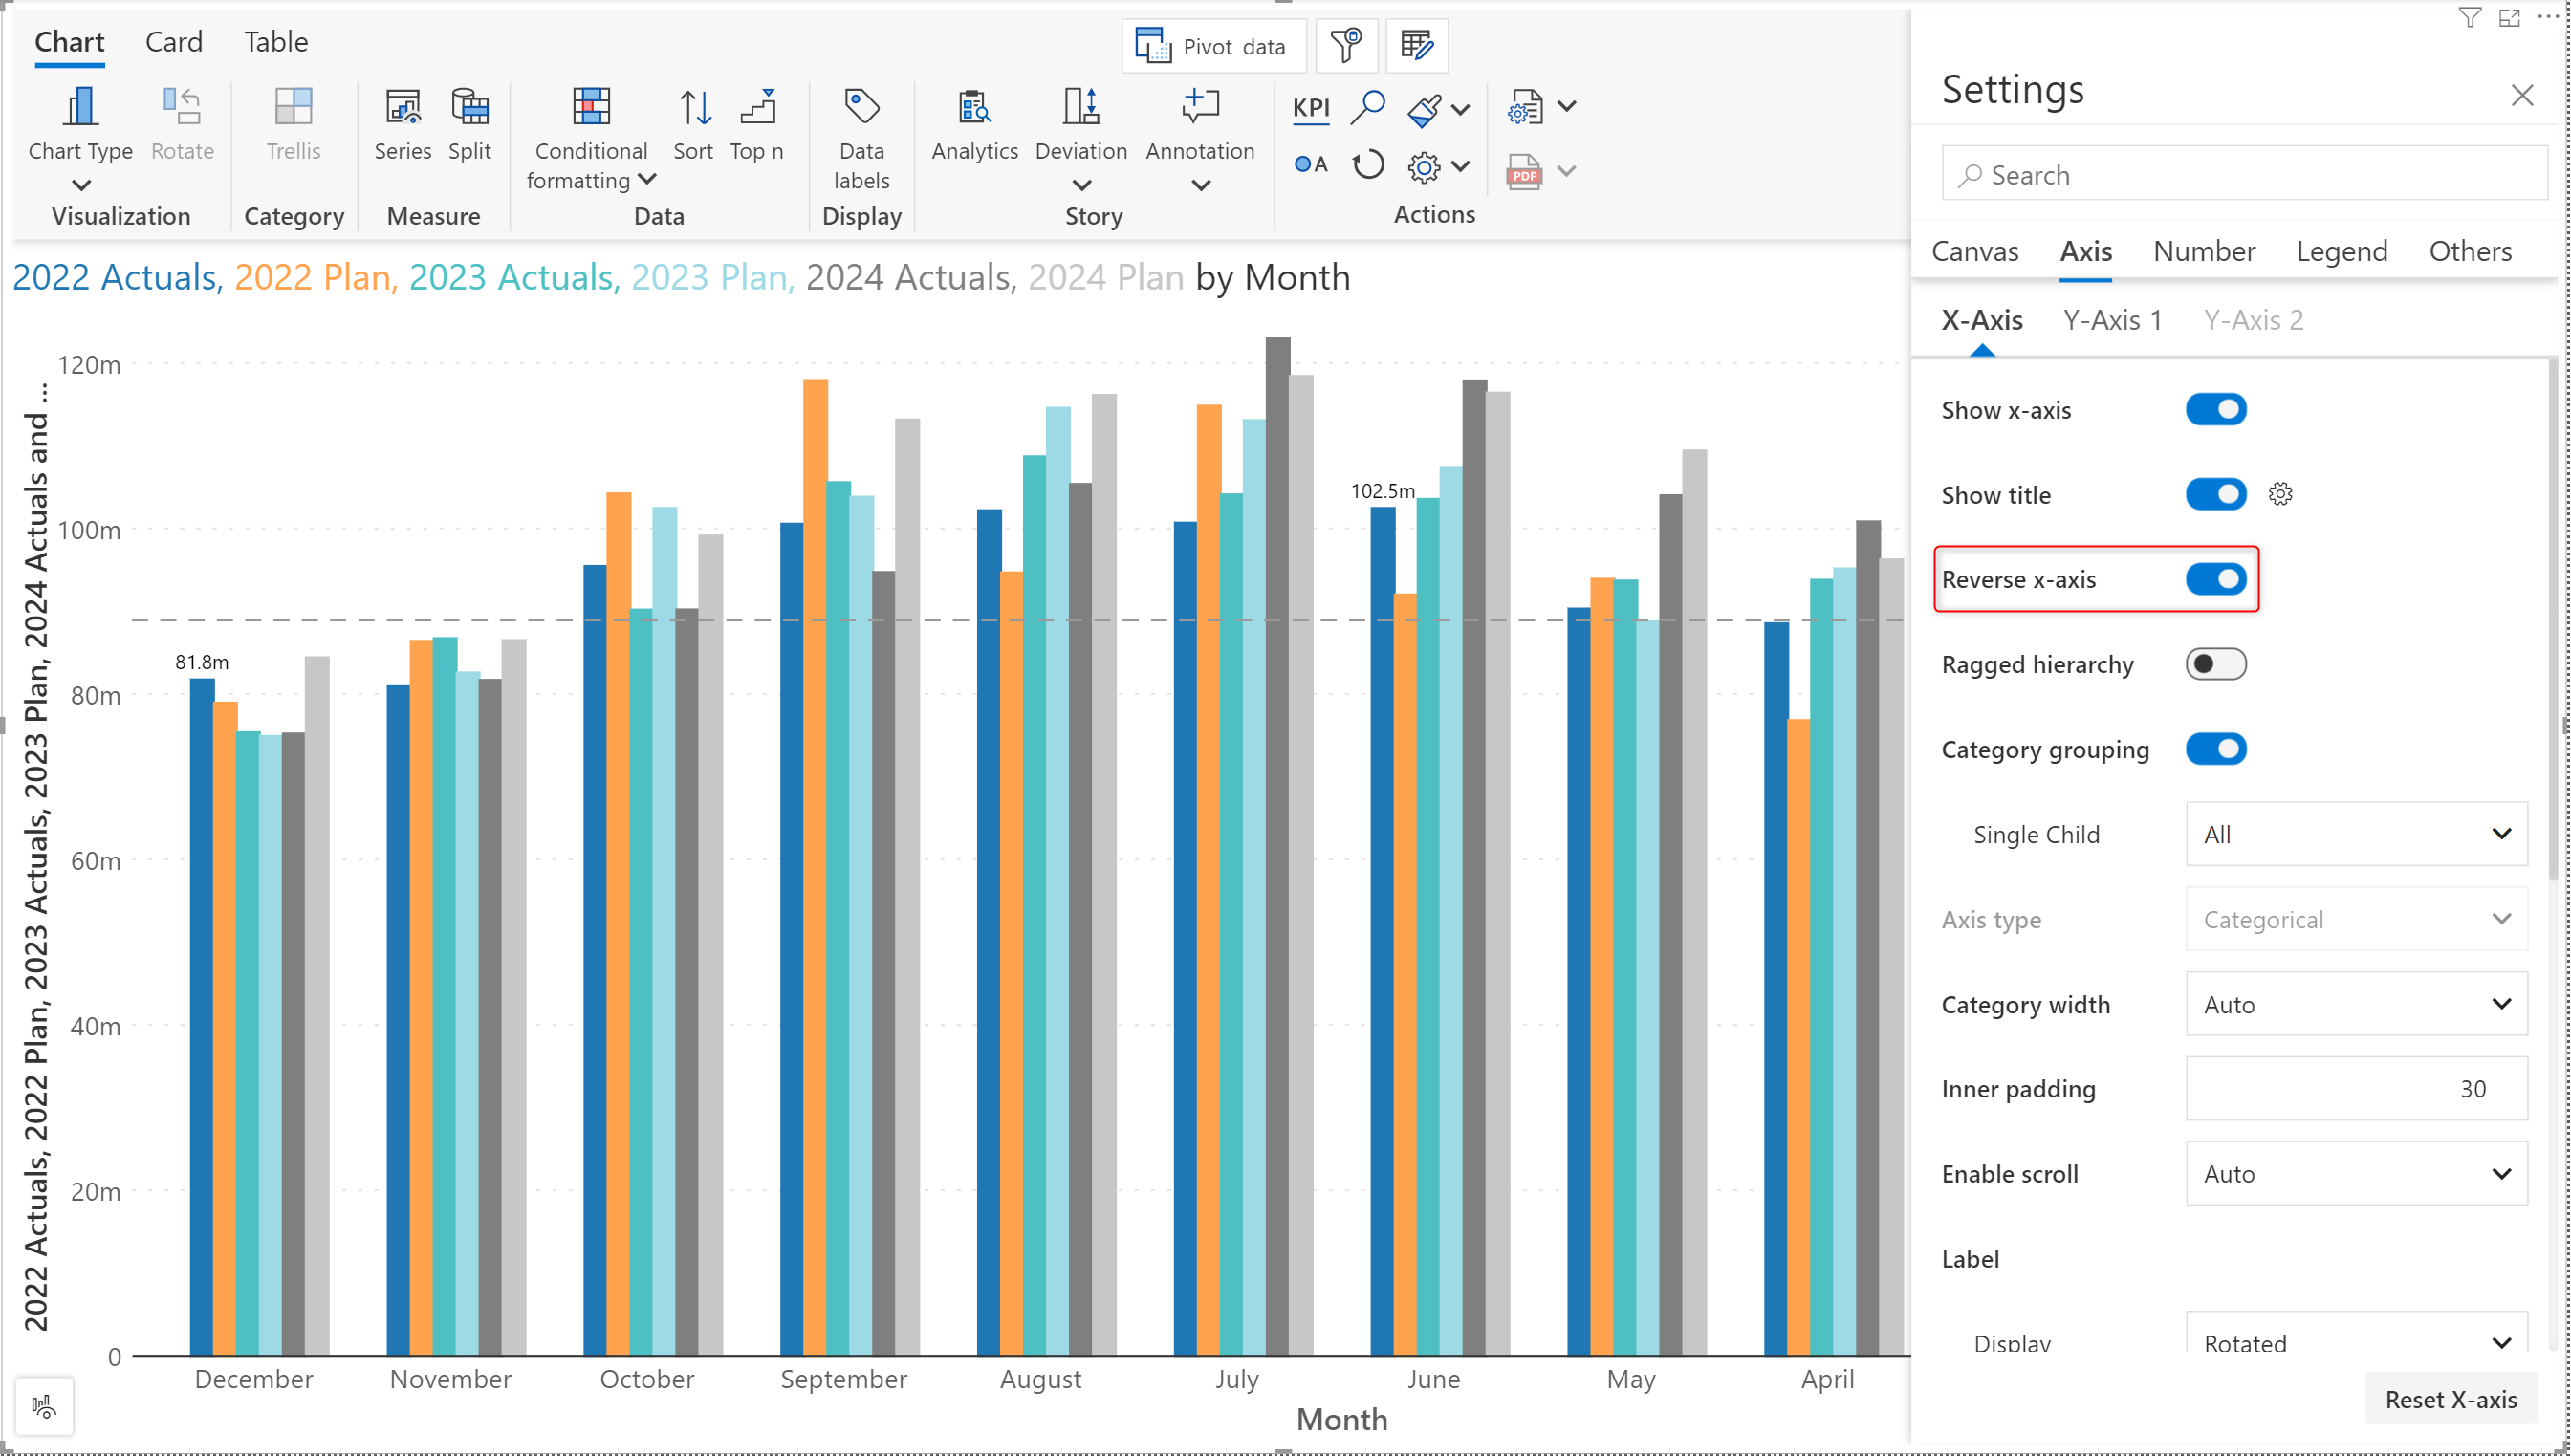 Chart Card Table
Pivot data
Chart Type Rotate Trellis Series Split Conditional formatting Sort Top n Data labels Analytics Deviation Annotation
KPI
A
PDF
Visualization Category Measure Data Display Story Actions
2022 Actuals, 2022 Plan, 2023 Actuals, 2023 Plan, 2024 Actuals, 2024 Plan by Month
2022 Actuals, 2022 Plan, 2023 Actuals, 2023 Plan, 2024 Actuals and ...
120m
100m
80m
60m
40m
20m
0
81.8m
102.5m
December November October September August July June May April
Month
Settings
Search
Canvas Axis Number Legend Others
X-Axis Y-Axis 1 Y-Axis 2
Show x-axis
Show title
Reverse x-axis
Ragged hierarchy
Category grouping
Single Child All
Axis type Categorical
Category width Auto
Inner padding 30
Enable scroll Auto
Label
Display Rotated
Reset X-axis